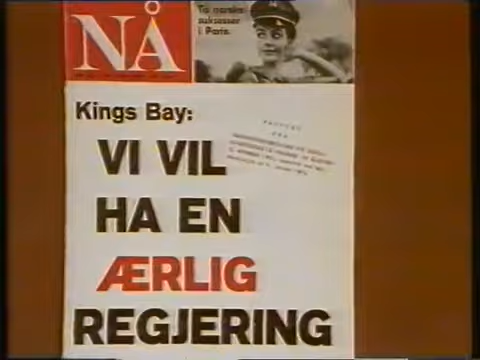 NÅ
To norske
suksesser
i Paris.
Kings Bay:
VI VIL
HA EN
ÆRLIG
REGJERING